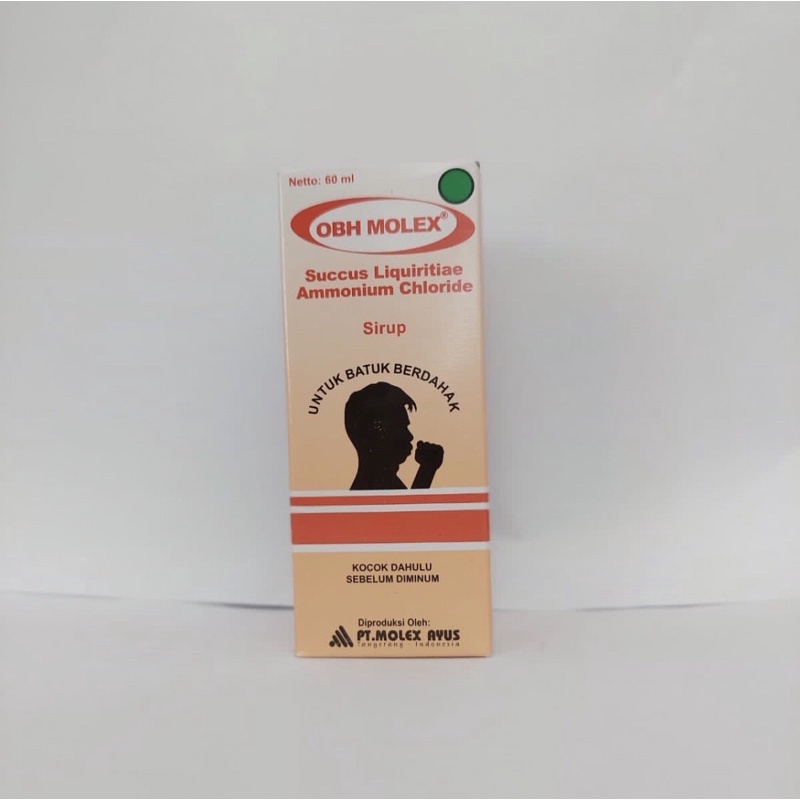 Netto: 60 ml
OBH MOLEX®
Succus Liquiritiae
Ammonium Chloride
Sirup
UNTUK BATUK BERDAHAK
KOCOK DAHULU
SEBELUM DIMINUM
Diproduksi Oleh:
PT.MOLEX AYUS
Tangerang - Indonesia